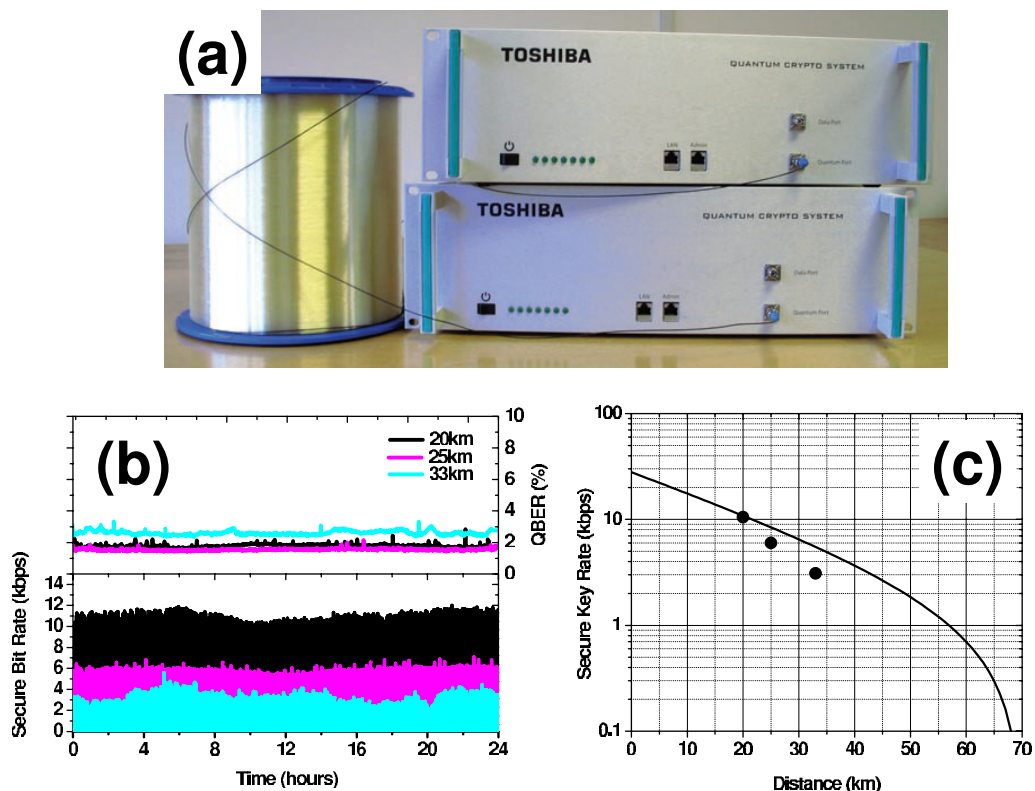 (a)
TOSHIBA
QUANTUM CRYPTO SYSTEM
Data Port
LAN Admin
Quantum Port
TOSHIBA
QUANTUM CRYPTO SYSTEM
Data Port
LAN Admin
Quantum Port
(b)
20km
25km
33km
10
8
6
4
2
0
QBER (%)
Secure Bit Rate (kbps)
14
12
10
8
6
4
2
0
0 4 8 12 16 20 24
Time (hours)
(c)
Secure Key Rate (kbps)
100
10
1
0.1
0 10 20 30 40 50 60 70
Distance (km)